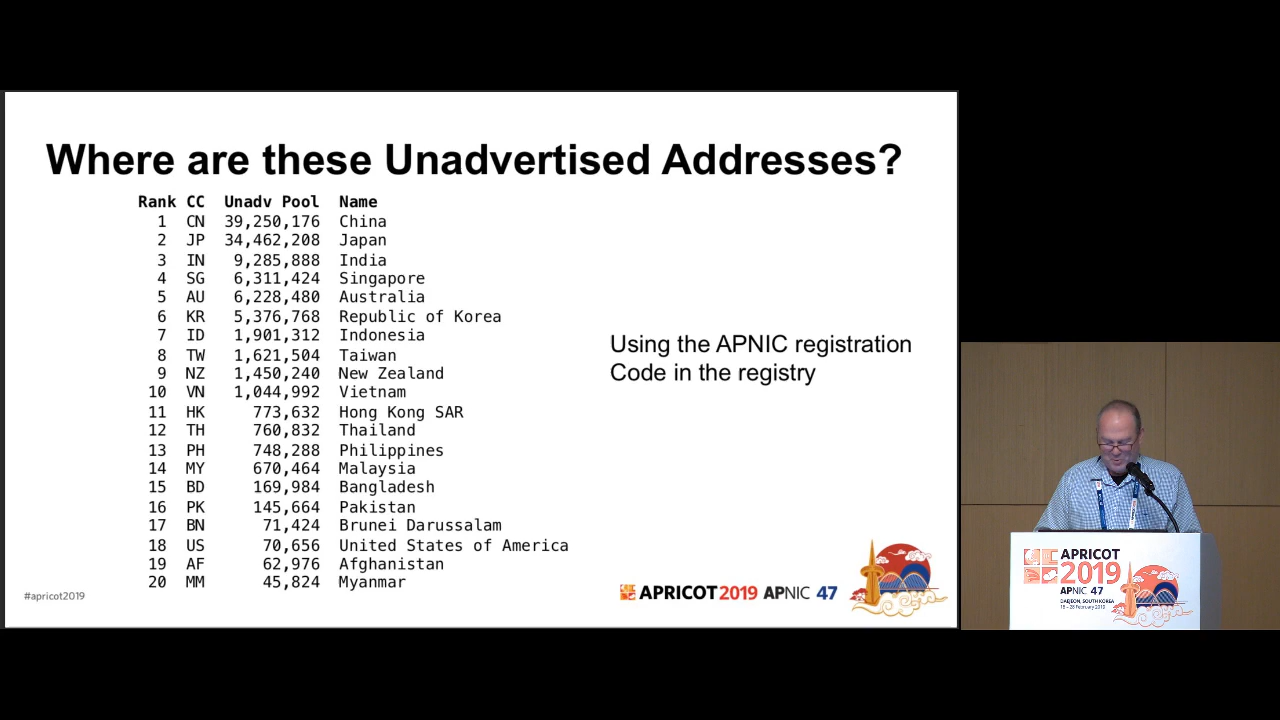 Where are these Unadvertised Addresses?
Rank CC Unadv Pool Name
1 CN 39,250,176 China
2 JP 34,462,208 Japan
3 IN 9,285,888 India
4 SG 6,311,424 Singapore
5 AU 6,228,480 Australia
6 KR 5,376,768 Republic of Korea
7 ID 1,901,312 Indonesia
8 TW 1,621,504 Taiwan
9 NZ 1,450,240 New Zealand
10 VN 1,044,992 Vietnam
11 HK 773,632 Hong Kong SAR
12 TH 760,832 Thailand
13 PH 748,288 Philippines
14 MY 670,464 Malaysia
15 BD 169,984 Bangladesh
16 PK 145,664 Pakistan
17 BN 71,424 Brunei Darussalam
18 US 70,656 United States of America
19 AF 62,976 Afghanistan
20 MM 45,824 Myanmar
Using the APNIC registration
Code in the registry
#apricot2019
APRICOT 2019 APNIC 47
APRICOT
2019
APNIC 47
DAEJEON, SOUTH KOREA
18 - 28 February 2019